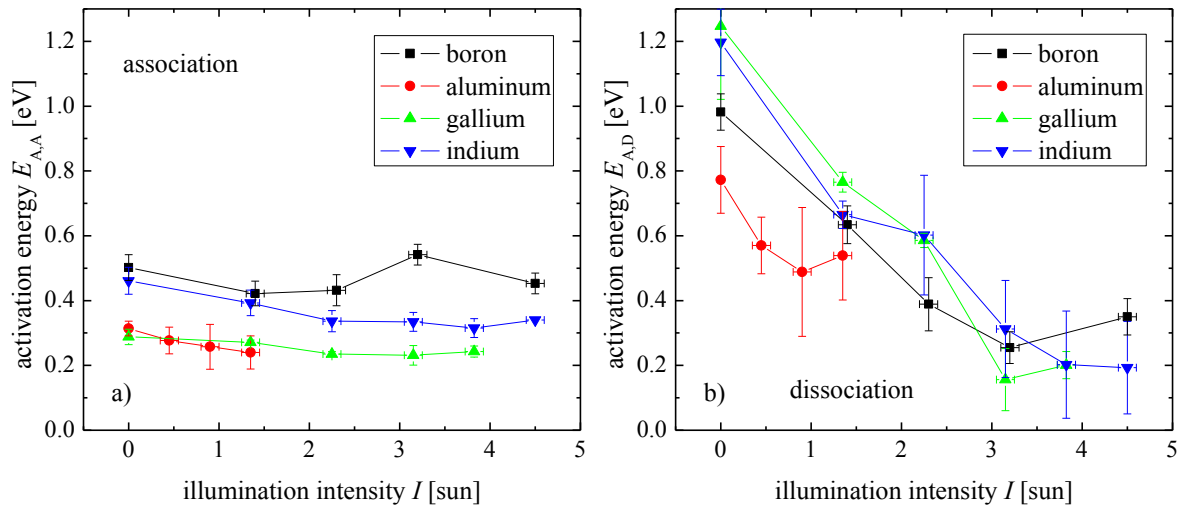 1.2
1.0
0.8
0.6
0.4
0.2
0.0
activation energy E_A,A [eV]
association
boron
aluminum
gallium
indium
a)
0 1 2 3 4 5
illumination intensity I [sun]
1.2
1.0
0.8
0.6
0.4
0.2
0.0
activation energy E_A,D [eV]
boron
aluminum
gallium
indium
b)
dissociation
0 1 2 3 4 5
illumination intensity I [sun]